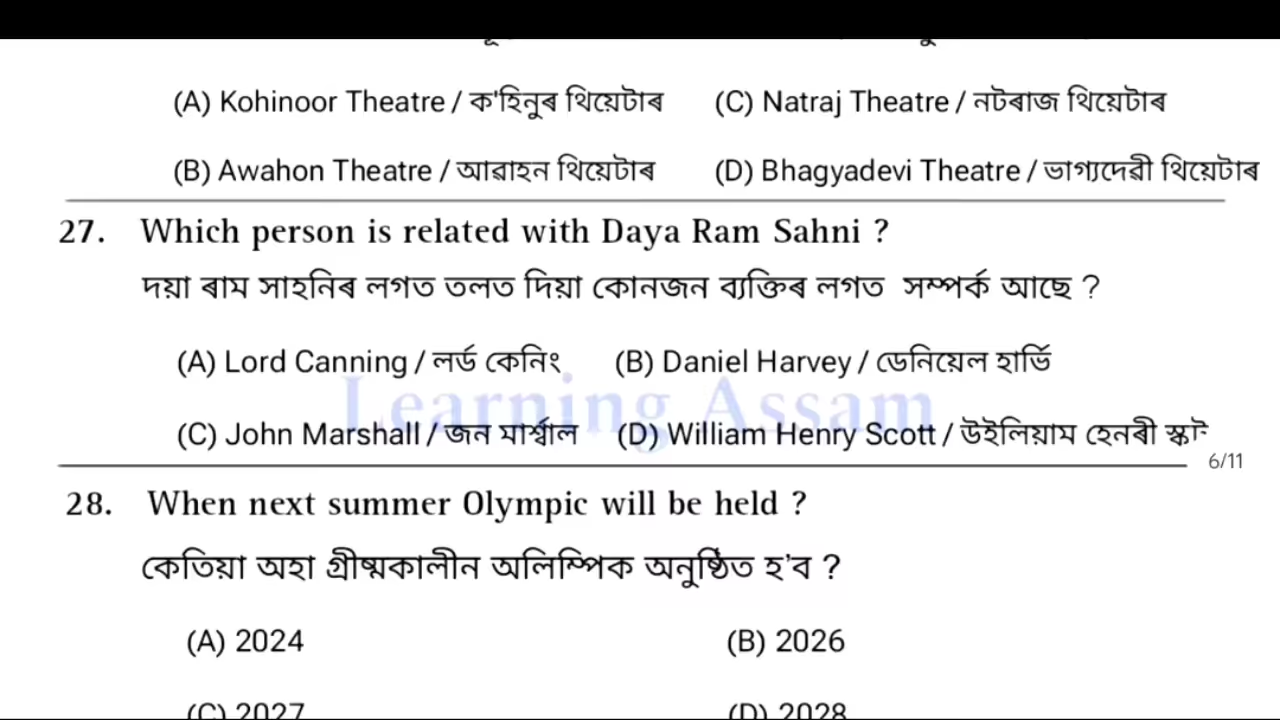 (A) Kohinoor Theatre / ক'হিনুৰ থিয়েটাৰ (C) Natraj Theatre / নটৰাজ থিয়েটাৰ
(B) Awahon Theatre / আৱাহন থিয়েটাৰ (D) Bhagyadevi Theatre / ভাগ্যদেৱী থিয়েটাৰ
27. Which person is related with Daya Ram Sahni ?
দয়া ৰাম সাহনিৰ লগত তলত দিয়া কোনজন ব্যক্তিৰ লগত সম্পৰ্ক আছে ?
(A) Lord Canning / লৰ্ড কেনিং (B) Daniel Harvey / ডেনিয়েল হাৰ্ভি
Learning Assam
(C) John Marshall / জন মাৰ্শ্বাল (D) William Henry Scott / উইলিয়াম হেনৰী স্কট
6/11
28. When next summer Olympic will be held ?
কেতিয়া অহা গ্ৰীষ্মকালীন অলিম্পিক অনুষ্ঠিত হ'ব ?
(A) 2024 (B) 2026
(C) 2027 (D) 2028